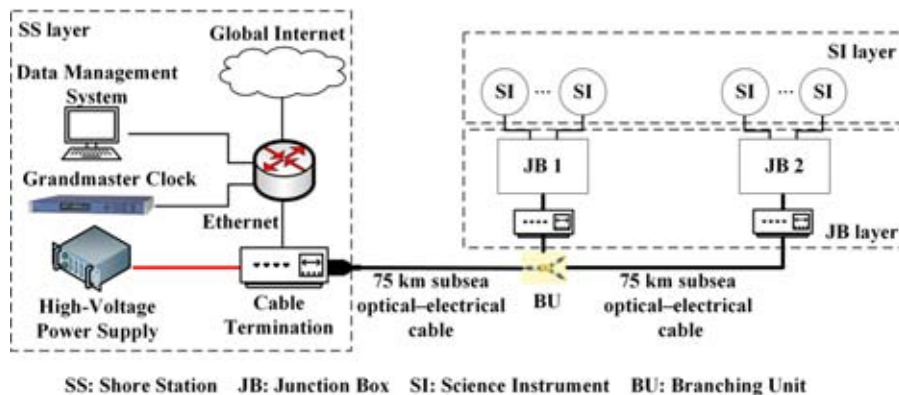 SS layer
Global Internet
Data Management
System
Grandmaster Clock
Ethernet
High-Voltage
Power Supply
Cable
Termination
75 km subsea
optical–electrical
cable
BU
75 km subsea
optical–electrical
cable
SI layer
SI ··· SI
SI ··· SI
JB 1
JB 2
JB layer
SS: Shore Station JB: Junction Box SI: Science Instrument BU: Branching Unit